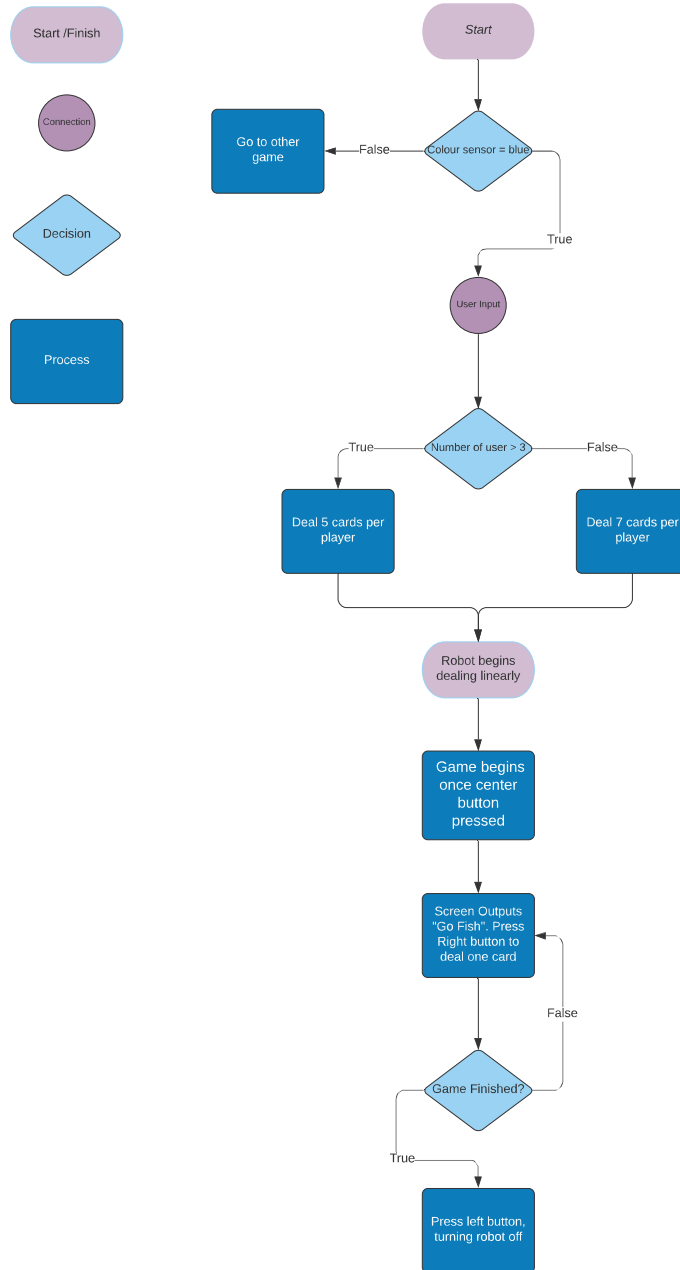 Start /Finish
Connection
Decision
Process
Start
Colour sensor = blue
False
Go to other
game
True
User Input
Number of user > 3
True
False
Deal 5 cards per
player
Deal 7 cards per
player
Robot begins
dealing linearly
Game begins
once center
button
pressed
Screen Outputs
"Go Fish". Press
Right button to
deal one card
False
Game Finished?
True
Press left button,
turning robot off